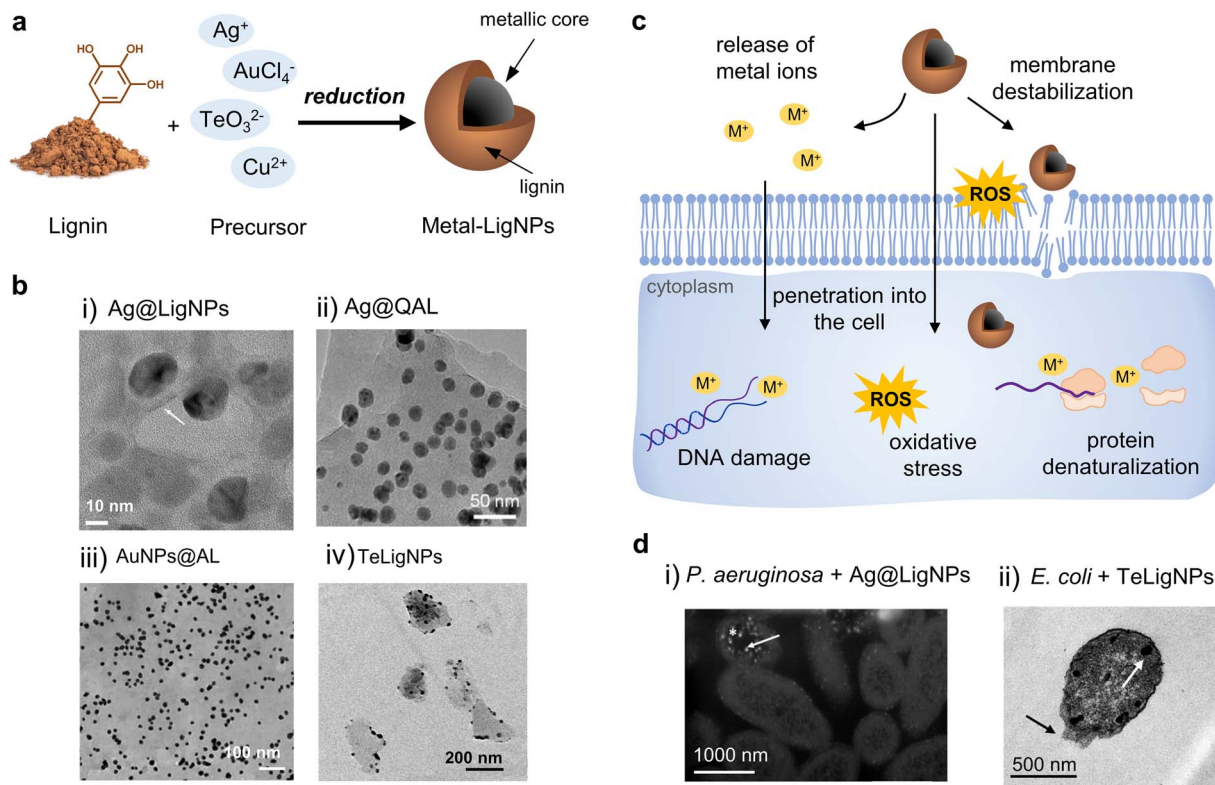 a
HO
OH
OH
Lignin
+
Ag⁺
AuCl₄⁻
TeO₃²⁻
Cu²⁺
Precursor
reduction
metallic core
lignin
Metal-LigNPs
b
i) Ag@LigNPs
10 nm
ii) Ag@QAL
50 nm
iii) AuNPs@AL
100 nm
iv) TeLigNPs
200 nm
c
release of
metal ions
M⁺
M⁺
M⁺
membrane
destabilization
ROS
cytoplasm
penetration into
the cell
M⁺
M⁺
DNA damage
ROS
oxidative
stress
M⁺
M⁺
protein
denaturalization
d
i) P. aeruginosa + Ag@LigNPs
*
1000 nm
ii) E. coli + TeLigNPs
500 nm